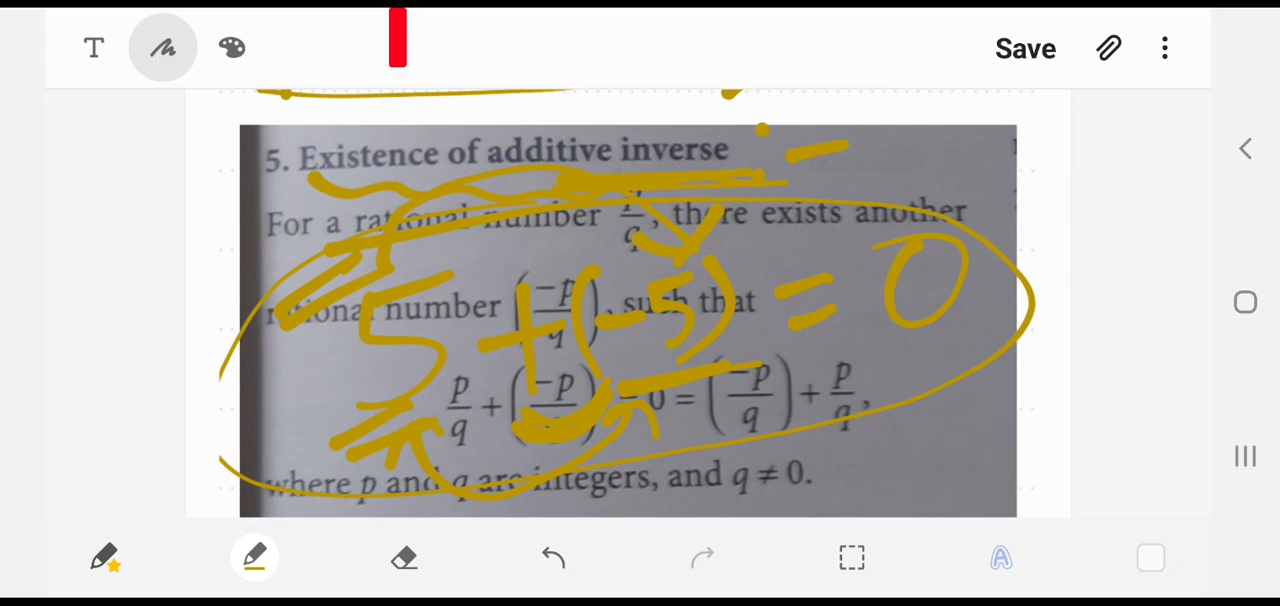 T Save
5. Existence of additive inverse
For a rational number p/q, there exists another
rational number (-p/q), such that
5 + (-5) = 0
p/q + (-p/q) = 0 = (-p/q) + p/q,
where p and q are integers, and q ≠ 0.
A